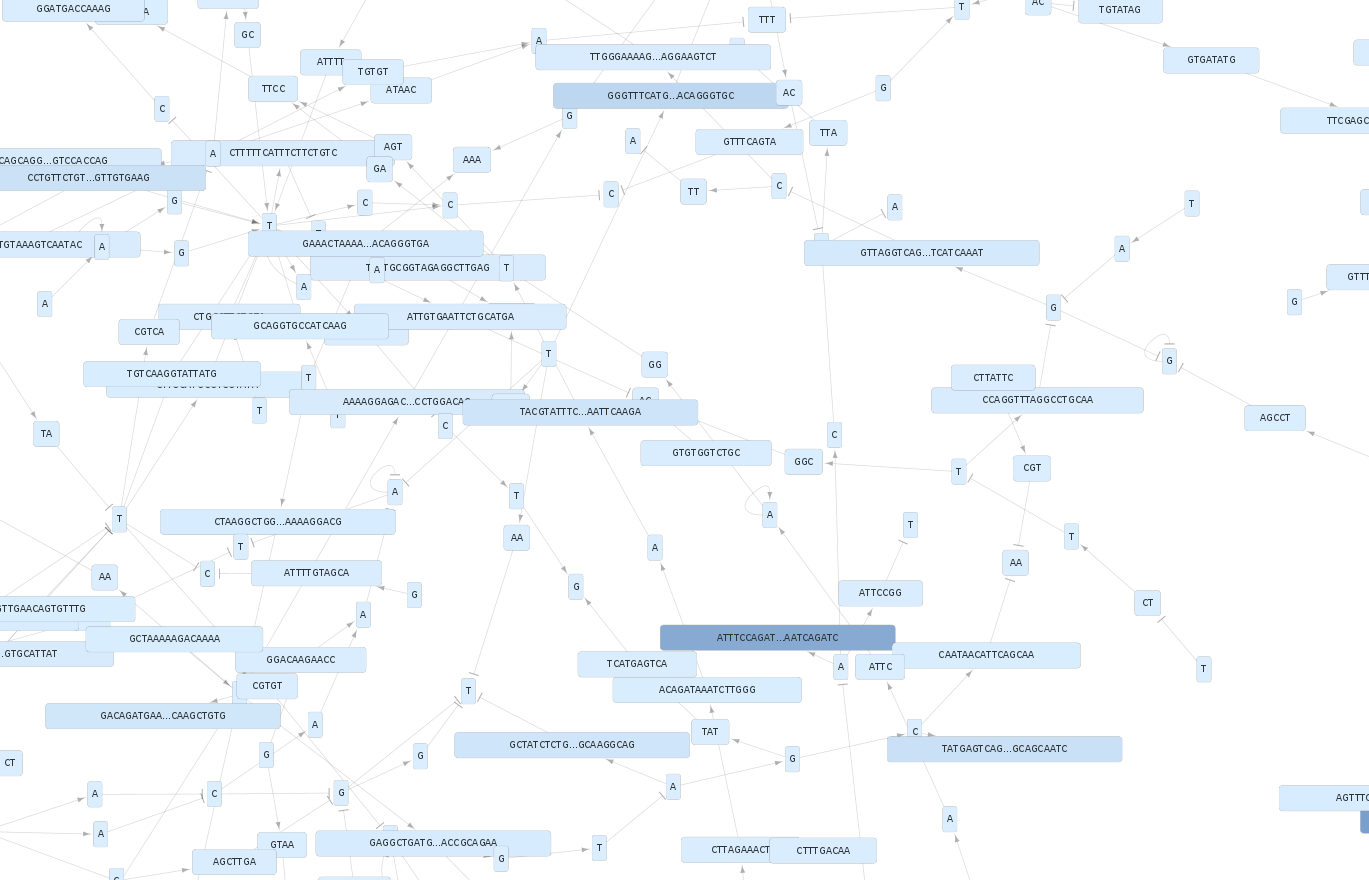 GGATGACCAAAG
A
TTT
T
AC
TGTATAG
GC
A
ATTTT
TGTGT
TTGGGAAAAG...AGGAAGTCT
GTGATATG
TTCC
ATAAC
GGGTTTCATG...ACAGGGTGC
AC
G
C
G
TTCGAGC
TTA
A
GTTTCAGTA
AGT
A
CTTTTTCATTTCTTCTGTC
CAGCAGG...GTCCACCAG
AAA
GA
CCTGTTCTGT...GTTGTGAAG
C
TT
C
G
C
C
A
T
T
GAAACTAAAA...ACAGGGTGA
TGTAAAGTCAATAC
A
G
GTTAGGTCAG...TCATCAAAT
A
TGCGGTAGAGGCTTGAG
A
T
GTTT
A
A
G
G
ATTGTGAATTCTGCATGA
GCAGGTGCCATCAAG
CGTCA
T
G
GG
TGTCAAGGTATTATG
T
CTTATTC
AAAAGGAGAC...CCTGGACAC
CCAGGTTTAGGCCTGCAA
T
TACGTATTTC...AATTCAAGA
AGCCT
C
TA
C
GTGTGGTCTGC
GGC
CGT
T
A
T
A
T
CTAAGGCTGG...AAAAGGACG
T
T
AA
T
A
AA
C
ATTTTGTAGCA
AA
G
G
ATTCCGG
CT
GTTGAACAGTGTTTG
A
GCTAAAAAGACAAAA
ATTTCCAGAT...AATCAGATC
.GTGCATTAT
GGACAAGAACC
TCATGAGTCA
A
ATTC
CAATAACATTCAGCAA
T
CGTGT
T
ACAGATAAATCTTGGG
GACAGATGAA...CAAGCTGTG
A
TAT
C
G
G
GCTATCTCTG...GCAAGGCAG
TATGAGTCAG...GCAGCAATC
CT
G
A
A
C
G
AGTTTC
A
A
GTAA
GAGGCTGATG...ACCGCAGAA
T
CTTAGAAACT
CTTTGACAA
AGCTTGA
G